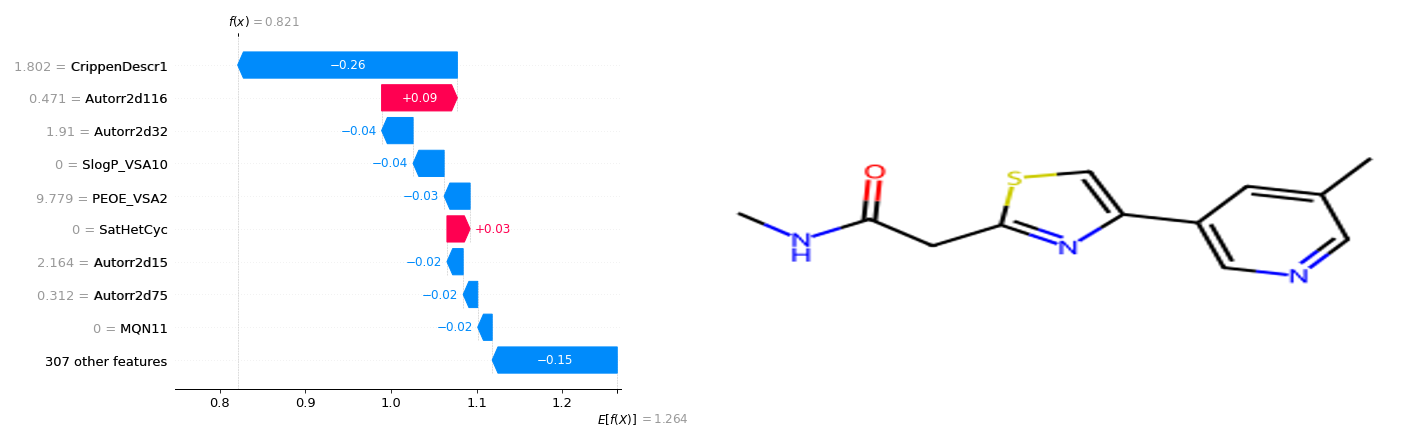 f(x) = 0.821
1.802 = CrippenDescr1
−0.26
0.471 = Autorr2d116
+0.09
1.91 = Autorr2d32
−0.04
0 = SlogP_VSA10
−0.04
9.779 = PEOE_VSA2
−0.03
0 = SatHetCyc
+0.03
2.164 = Autorr2d15
−0.02
0.312 = Autorr2d75
−0.02
0 = MQN11
−0.02
307 other features
−0.15
0.8 0.9 1.0 1.1 1.2
E[f(X)] = 1.264
O
S
N
H
N
N